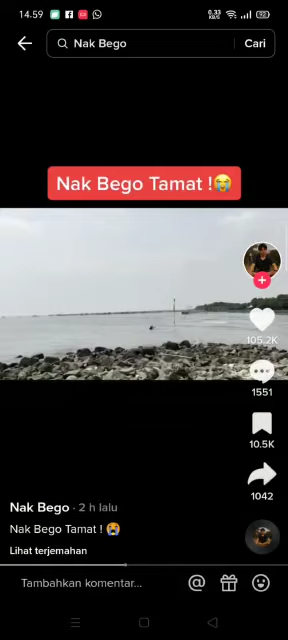 14.59
0.33
KB/S
92
Nak Bego
Cari
Nak Bego Tamat !😭
105.2K
1551
10.5K
1042
Nak Bego · 2 h lalu
Nak Bego Tamat ! 😭
Lihat terjemahan
Tambahkan komentar...